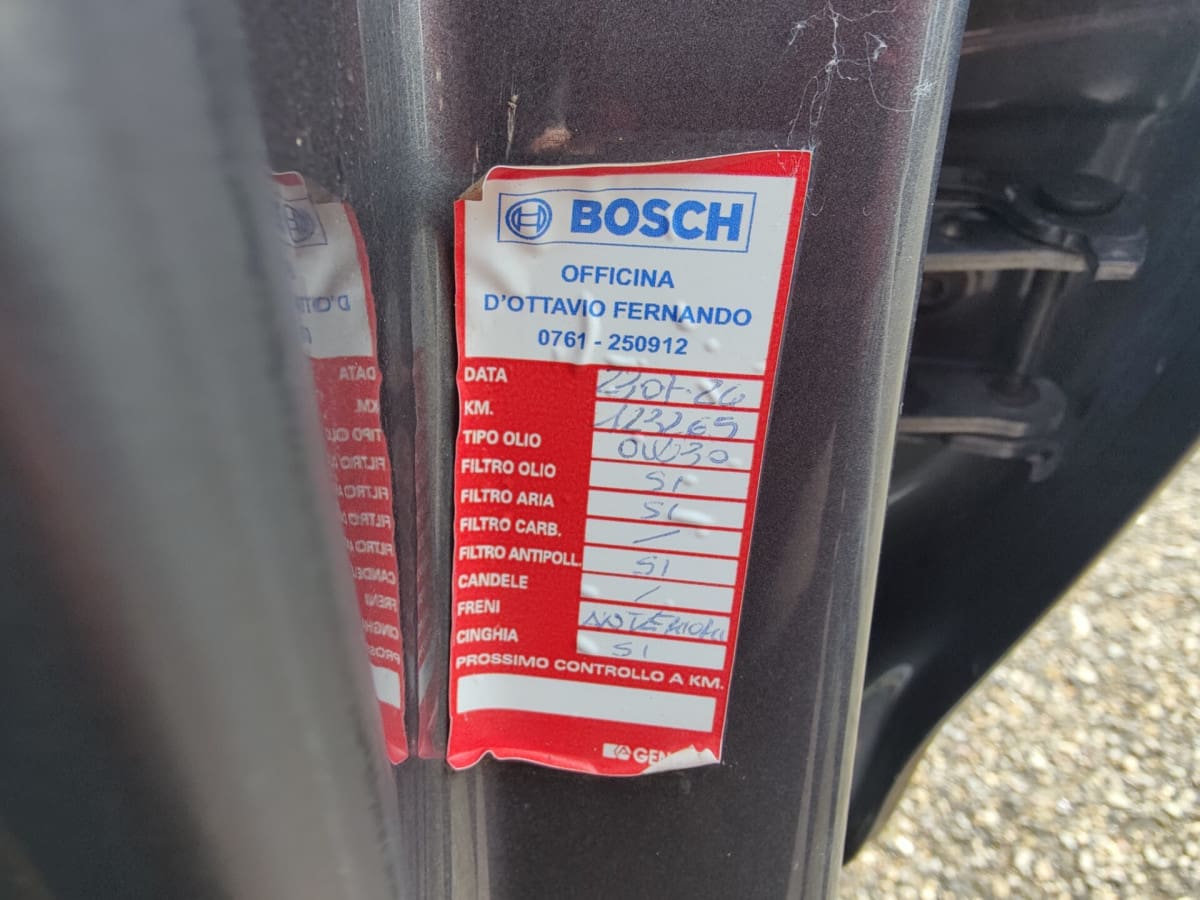 BOSCH
OFFICINA
D'OTTAVIO FERNANDO
0761 - 250912
DATA
KM. 123265
TIPO OLIO 0W30
FILTRO OLIO SI
FILTRO ARIA SI
FILTRO CARB. /
FILTRO ANTIPOLL. SI
CANDELE /
FRENI
CINGHIA SI
PROSSIMO CONTROLLO A KM.